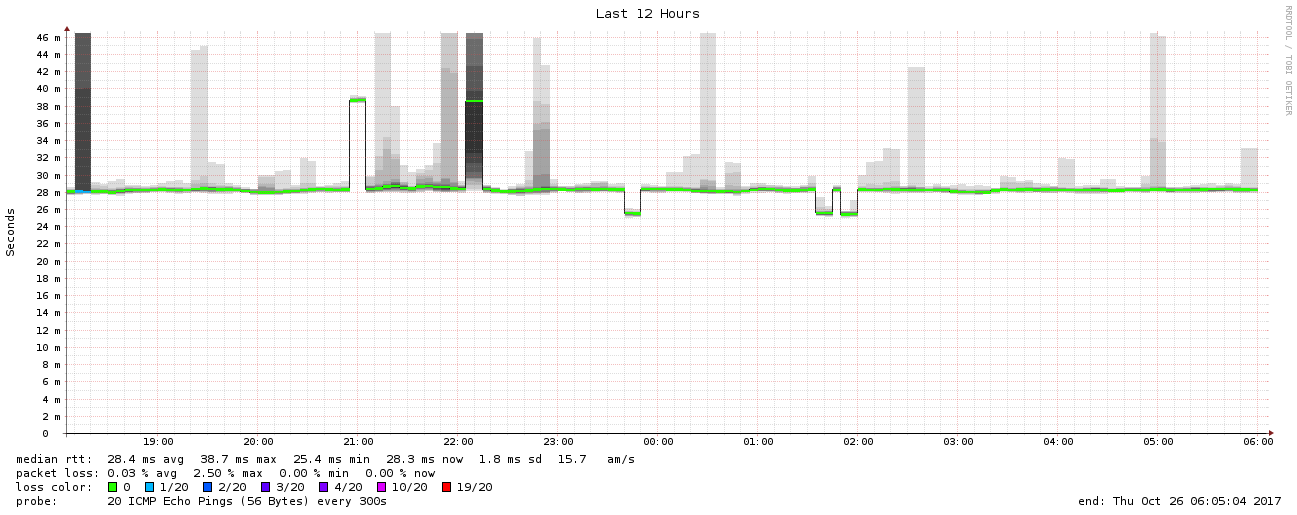 Last 12 Hours
RRDTOOL / TOBI OETIKER
Seconds
46 m
44 m
42 m
40 m
38 m
36 m
34 m
32 m
30 m
28 m
26 m
24 m
22 m
20 m
18 m
16 m
14 m
12 m
10 m
8 m
6 m
4 m
2 m
0
19:00 20:00 21:00 22:00 23:00 00:00 01:00 02:00 03:00 04:00 05:00 06:00
median rtt: 28.4 ms avg 38.7 ms max 25.4 ms min 28.3 ms now 1.8 ms sd 15.7 am/s
packet loss: 0.03 % avg 2.50 % max 0.00 % min 0.00 % now
loss color: 0 1/20 2/20 3/20 4/20 10/20 19/20
probe: 20 ICMP Echo Pings (56 Bytes) every 300s end: Thu Oct 26 06:05:04 2017